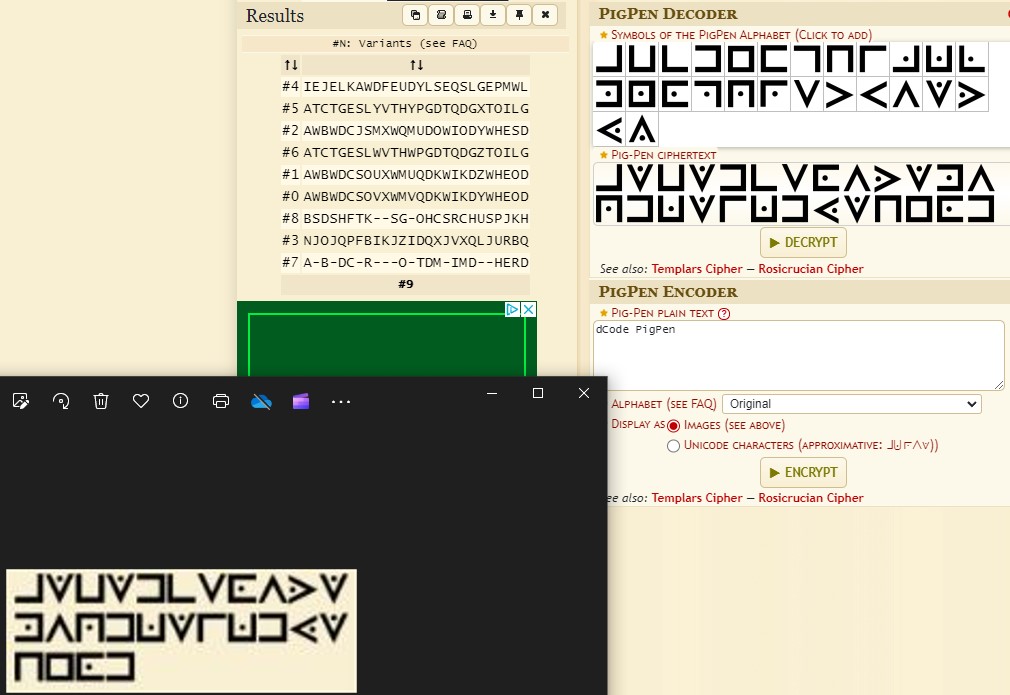 Results
#N: Variants (see FAQ)
↑↓ ↑↓
#4 IEJELKAWDFEUDYLSEQSLGEPMWL
#5 ATCTGESLYVTHYPGDTQDGXTOILG
#2 AWBWDCJSMXWQMUDOWIODYWHESD
#6 ATCTGESLWVTHWPGDTQDGZTOILG
#1 AWBWDCSOUXWMUQDKWIKDZWHEOD
#0 AWBWDCSOVXWMVQDKWIKDYWHEOD
#8 BSDSHFTK--SG-OHCSRCHUSPJKH
#3 NJOJQPFBIKJZIDQXJVXQLJURBQ
#7 A-B-DC-R---O-TDM-IMD--HERD
#9
PigPen Decoder
★ Symbols of the PigPen Alphabet (Click to add)
★ Pig-Pen ciphertext
▶ DECRYPT
See also: Templars Cipher — Rosicrucian Cipher
PigPen Encoder
★ Pig-Pen plain text ?
dCode PigPen
Alphabet (see FAQ) Original
Display as Images (see above)
Unicode characters (approximative: ᒧ⨃⌌⋀⩒))
▶ ENCRYPT
ee also: Templars Cipher — Rosicrucian Cipher